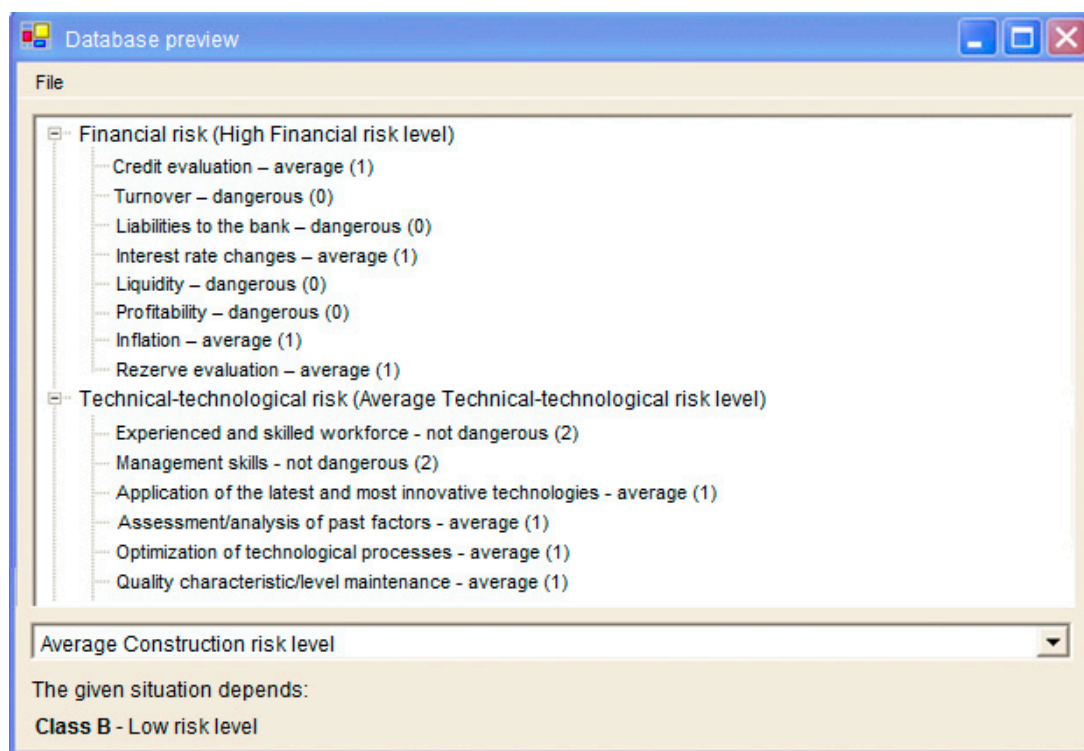 Database preview
File
Financial risk (High Financial risk level)
Credit evaluation – average (1)
Turnover – dangerous (0)
Liabilities to the bank – dangerous (0)
Interest rate changes – average (1)
Liquidity – dangerous (0)
Profitability – dangerous (0)
Inflation – average (1)
Rezerve evaluation – average (1)
Technical-technological risk (Average Technical-technological risk level)
Experienced and skilled workforce - not dangerous (2)
Management skills - not dangerous (2)
Application of the latest and most innovative technologies - average (1)
Assessment/analysis of past factors - average (1)
Optimization of technological processes - average (1)
Quality characteristic/level maintenance - average (1)
Average Construction risk level
The given situation depends:
Class B - Low risk level